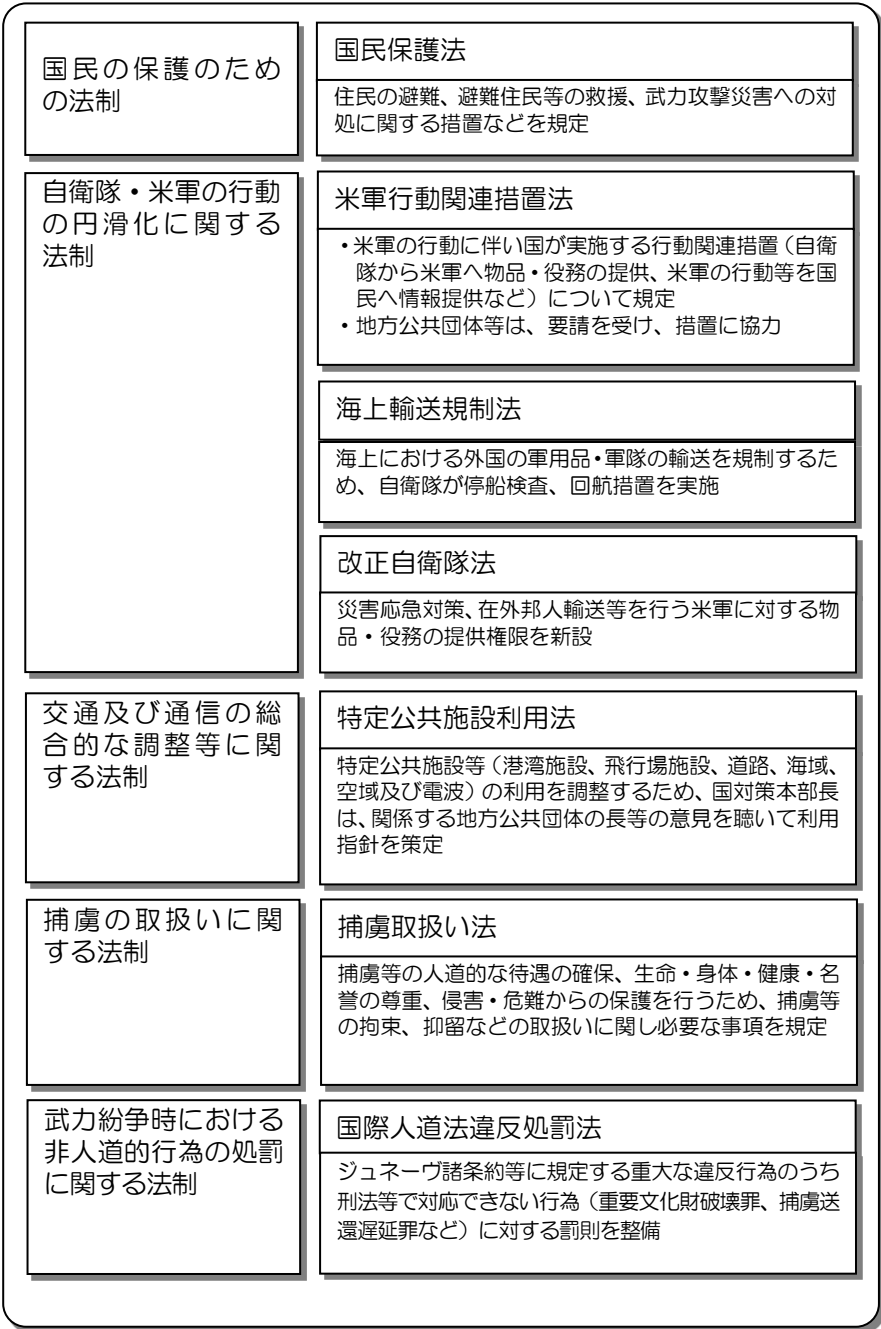 国民の保護のため
の法制
国民保護法
住民の避難、避難住民等の救援、武力攻撃災害への対
処に関する措置などを規定
自衛隊・米軍の行動
の円滑化に関する
法制
米軍行動関連措置法
・米軍の行動に伴い国が実施する行動関連措置（自衛
隊から米軍へ物品・役務の提供、米軍の行動等を国
民へ情報提供など）について規定
・地方公共団体等は、要請を受け、措置に協力
海上輸送規制法
海上における外国の軍用品・軍隊の輸送を規制するた
め、自衛隊が停船検査、回航措置を実施
改正自衛隊法
災害応急対策、在外邦人輸送等を行う米軍に対する物
品・役務の提供権限を新設
交通及び通信の総
合的な調整等に関
する法制
特定公共施設利用法
特定公共施設等（港湾施設、飛行場施設、道路、海域、
空域及び電波）の利用を調整するため、国対策本部長
は、関係する地方公共団体の長等の意見を聴いて利用
指針を策定
捕虜の取扱いに関
する法制
捕虜取扱い法
捕虜等の人道的な待遇の確保、生命・身体・健康・名
誉の尊重、侵害・危難からの保護を行うため、捕虜等
の拘束、抑留などの取扱いに関し必要な事項を規定
武力紛争時における
非人道的行為の処罰
に関する法制
国際人道法違反処罰法
ジュネーヴ諸条約等に規定する重大な違反行為のうち
刑法等で対応できない行為（重要文化財破壊罪、捕虜送
還遅延罪など）に対する罰則を整備